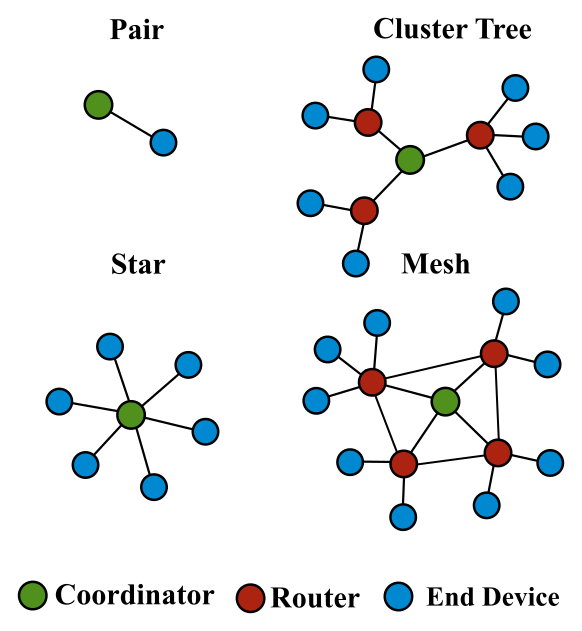 Pair
Cluster Tree
Star
Mesh
Coordinator
Router
End Device